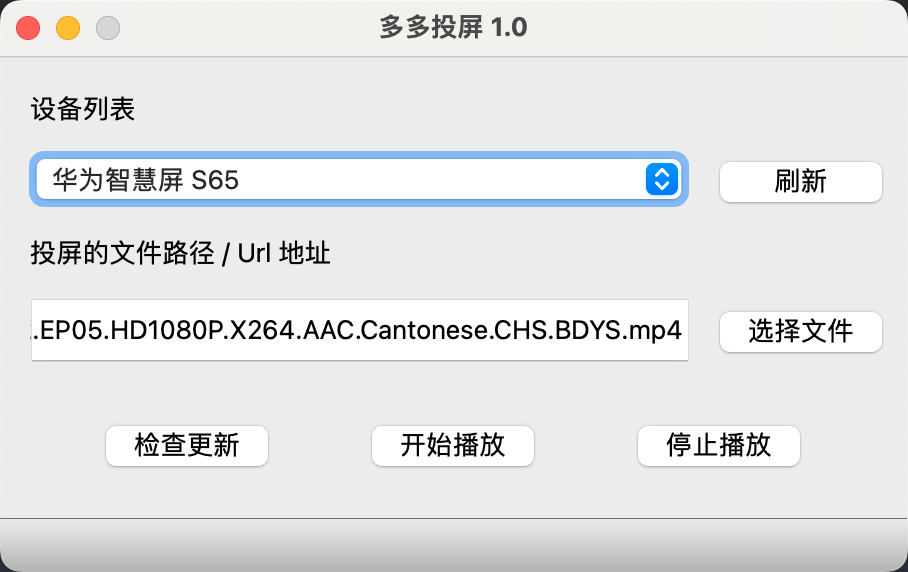 多多投屏 1.0
设备列表
华为智慧屏 S65
刷新
投屏的文件路径 / Url 地址
.EP05.HD1080P.X264.AAC.Cantonese.CHS.BDYS.mp4
选择文件
检查更新
开始播放
停止播放